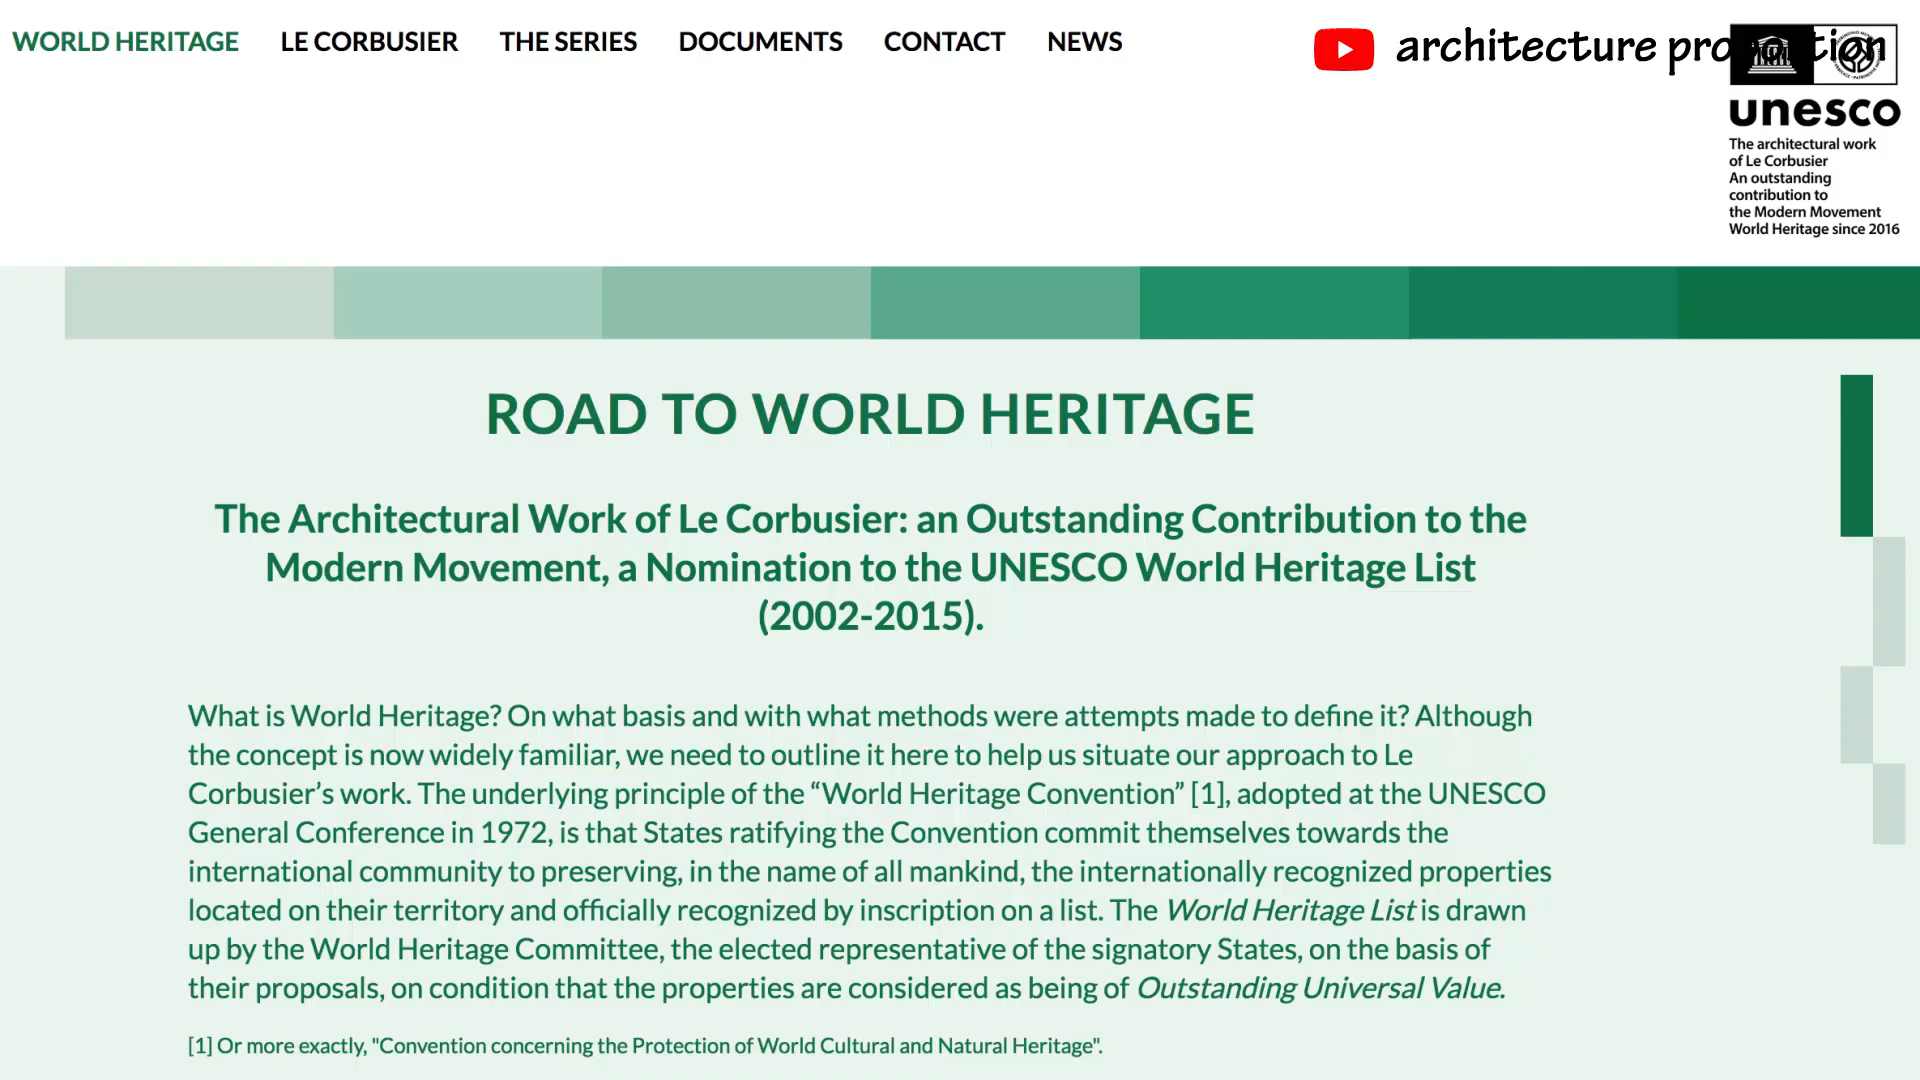 WORLD HERITAGE LE CORBUSIER THE SERIES DOCUMENTS CONTACT NEWS
architecture
unesco
The architectural work
of Le Corbusier
An outstanding
contribution to
the Modern Movement
World Heritage since 2016
ROAD TO WORLD HERITAGE
The Architectural Work of Le Corbusier: an Outstanding Contribution to the
Modern Movement, a Nomination to the UNESCO World Heritage List
(2002-2015).
What is World Heritage? On what basis and with what methods were attempts made to define it? Although
the concept is now widely familiar, we need to outline it here to help us situate our approach to Le
Corbusier’s work. The underlying principle of the “World Heritage Convention” [1], adopted at the UNESCO
General Conference in 1972, is that States ratifying the Convention commit themselves towards the
international community to preserving, in the name of all mankind, the internationally recognized properties
located on their territory and officially recognized by inscription on a list. The World Heritage List is drawn
up by the World Heritage Committee, the elected representative of the signatory States, on the basis of
their proposals, on condition that the properties are considered as being of Outstanding Universal Value.
[1] Or more exactly, "Convention concerning the Protection of World Cultural and Natural Heritage".